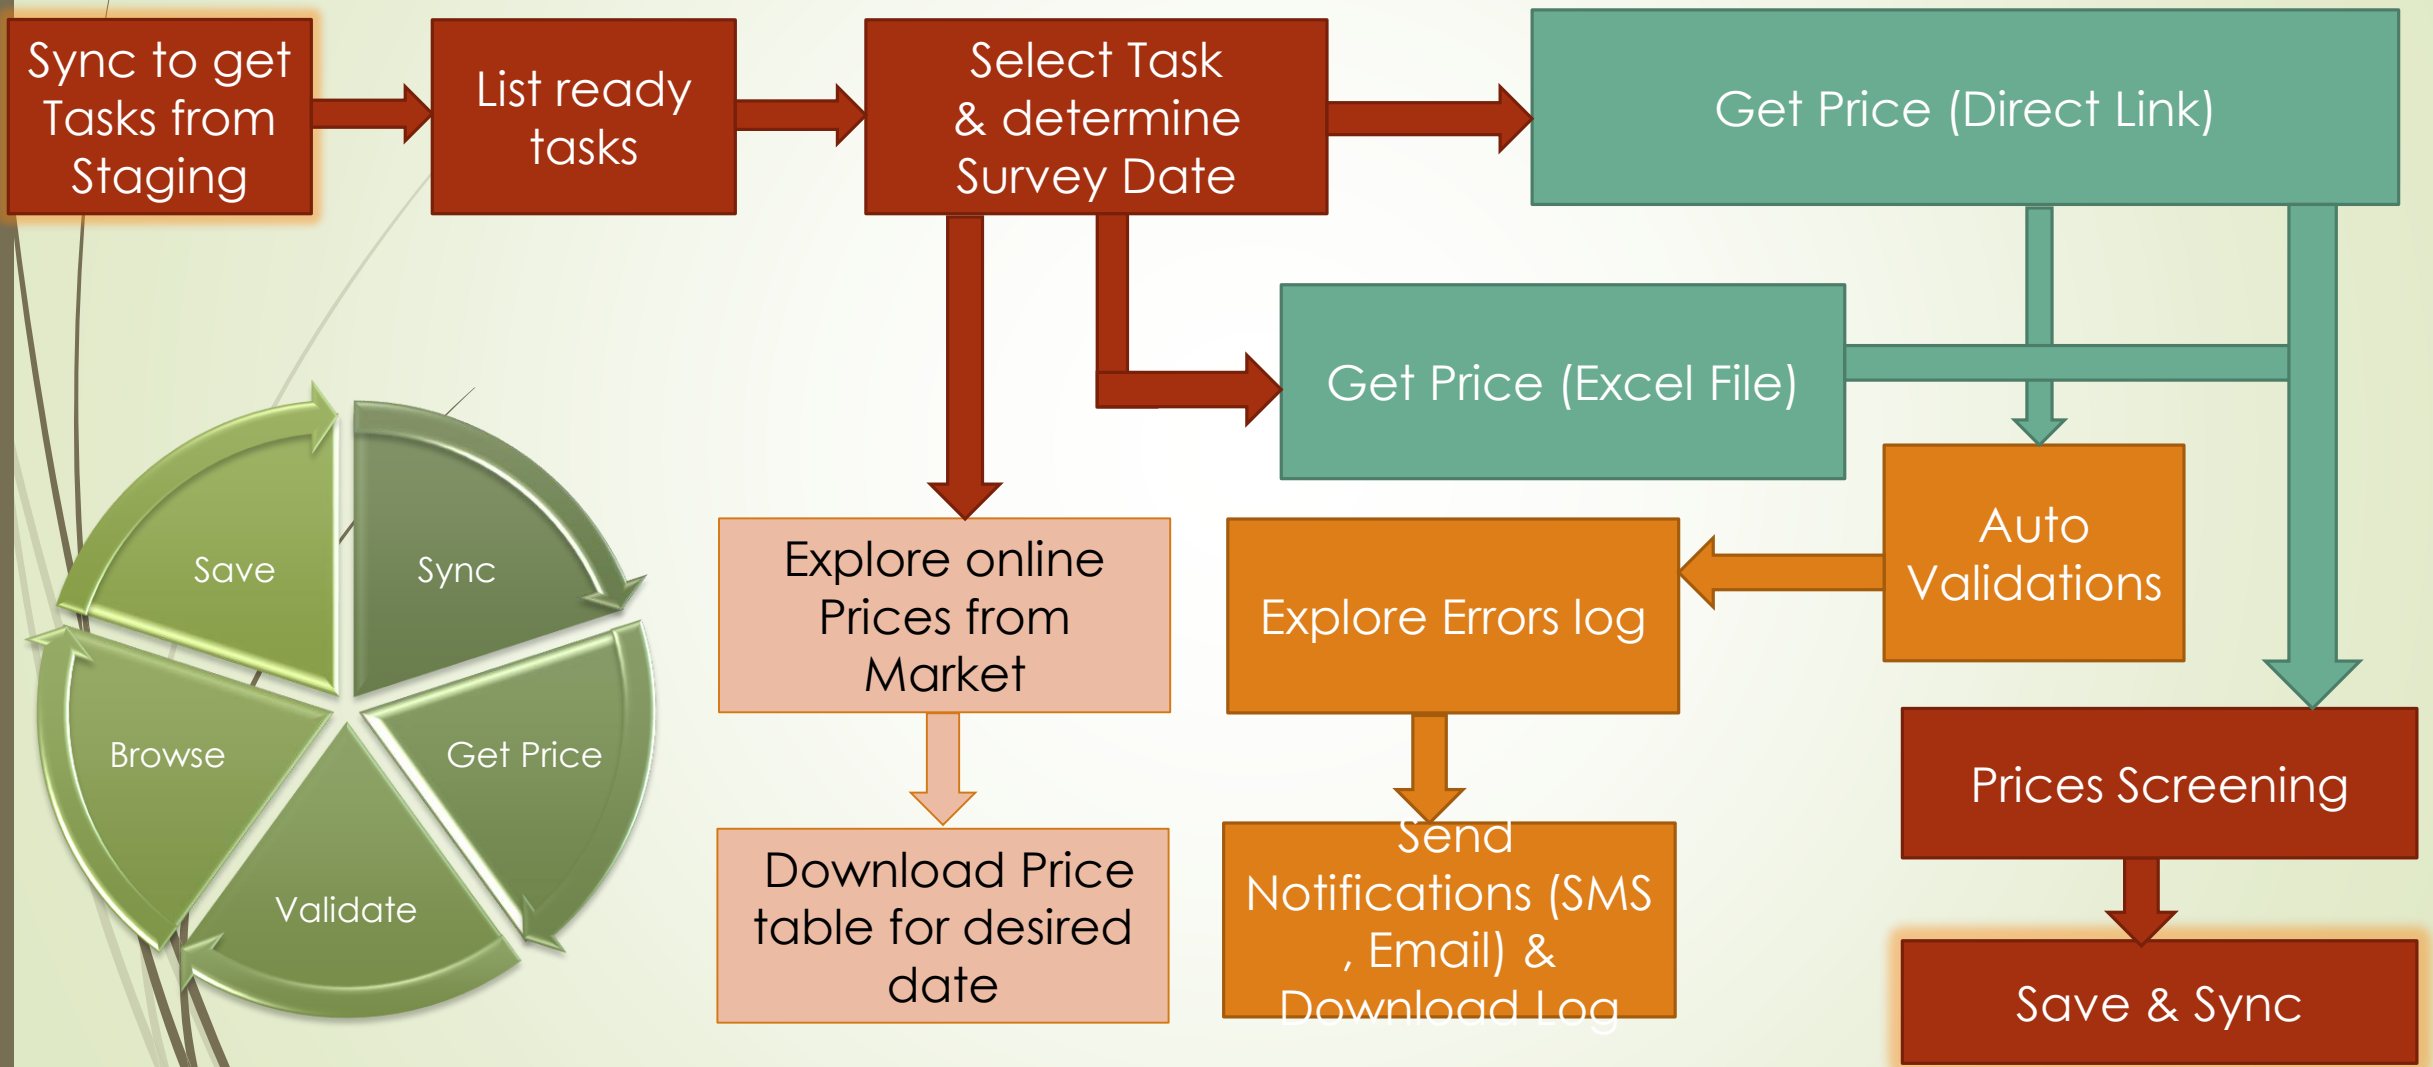 Sync to get
Tasks from
Staging
List ready
tasks
Select Task
& determine
Survey Date
Get Price (Direct Link)
Get Price (Excel File)
Auto
Validations
Explore online
Prices from
Market
Explore Errors log
Prices Screening
Download Price
table for desired
date
Send
Notifications (SMS
, Email) &
Download Log
Save & Sync
Save
Sync
Browse
Get Price
Validate